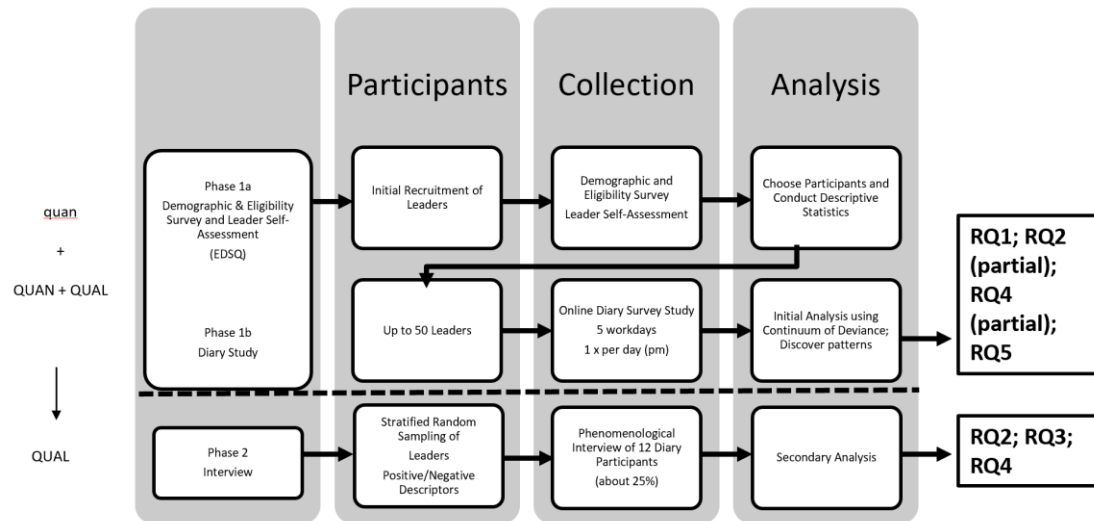 Participants
Collection
Analysis
quan
+
QUAN + QUAL
QUAL
Phase 1a
Demographic & Eligibility
Survey and Leader Self-
Assessment
(EDSQ)
Phase 1b
Diary Study
Initial Recruitment of
Leaders
Demographic and
Eligibility Survey
Leader Self-Assessment
Choose Participants and
Conduct Descriptive
Statistics
Up to 50 Leaders
Online Diary Survey Study
5 workdays
1 x per day (pm)
Initial Analysis using
Continuum of Deviance;
Discover patterns
RQ1; RQ2
(partial);
RQ4
(partial);
RQ5
Phase 2
Interview
Stratified Random
Sampling of
Leaders
Positive/Negative
Descriptors
Phenomenological
Interview of 12 Diary
Participants
(about 25%)
Secondary Analysis
RQ2; RQ3;
RQ4